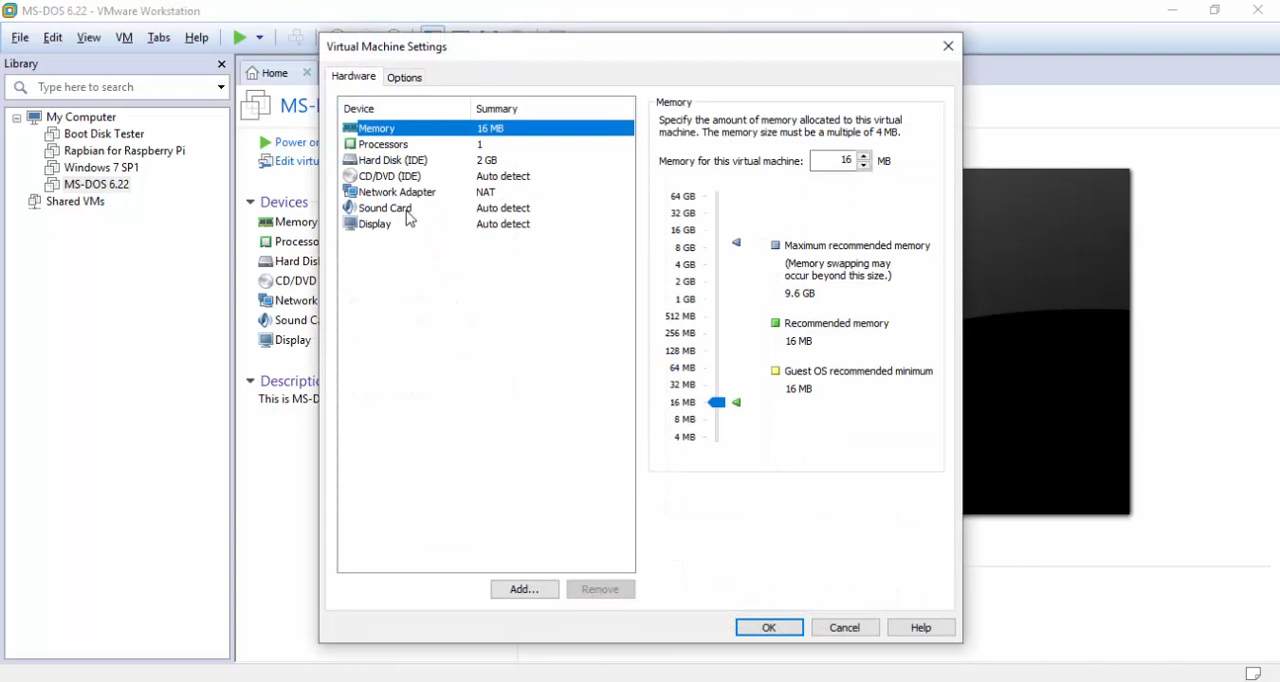 MS-DOS 6.22 - VMware Workstation
File Edit View VM Tabs Help
Library
Type here to search
My Computer
Boot Disk Tester
Rapbian for Raspberry Pi
Windows 7 SP1
MS-DOS 6.22
Shared VMs
Home
MS-
Power o
Edit virtu
Devices
Memory
Processo
Hard Dis
CD/DVD
Network
Sound C
Display
Descripti
This is MS-D
Virtual Machine Settings
Hardware Options
Device Summary
Memory 16 MB
Processors 1
Hard Disk (IDE) 2 GB
CD/DVD (IDE) Auto detect
Network Adapter NAT
Sound Card Auto detect
Display Auto detect
Add... Remove
Memory
Specify the amount of memory allocated to this virtual
machine. The memory size must be a multiple of 4 MB.
Memory for this virtual machine: 16 MB
64 GB
32 GB
16 GB
8 GB
4 GB
2 GB
1 GB
512 MB
256 MB
128 MB
64 MB
32 MB
16 MB
8 MB
4 MB
Maximum recommended memory
(Memory swapping may
occur beyond this size.)
9.6 GB
Recommended memory
16 MB
Guest OS recommended minimum
16 MB
OK Cancel Help